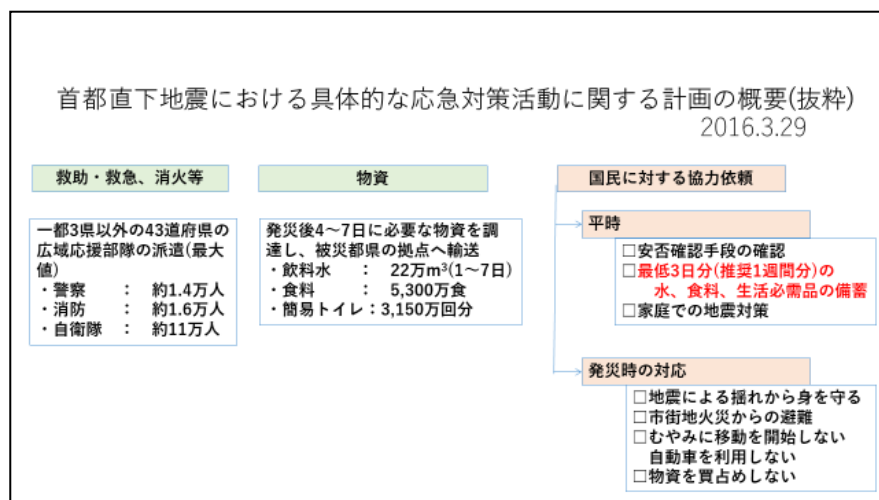 首都直下地震における具体的な応急対策活動に関する計画の概要(抜粋)
2016.3.29
救助・救急、消火等
一都3県以外の43道府県の
広域応援部隊の派遣(最大
値)
・警察　：　約1.4万人
・消防　：　約1.6万人
・自衛隊　：　約11万人
物資
発災後4～7日に必要な物資を調
達し、被災都県の拠点へ輸送
・飲料水　：　22万m³(1～7日)
・食料　：　5,300万食
・簡易トイレ：3,150万回分
国民に対する協力依頼
平時
□安否確認手段の確認
□最低3日分(推奨1週間分)の
水、食料、生活必需品の備蓄
□家庭での地震対策
発災時の対応
□地震による揺れから身を守る
□市街地火災からの避難
□むやみに移動を開始しない
自動車を利用しない
□物資を買占めしない